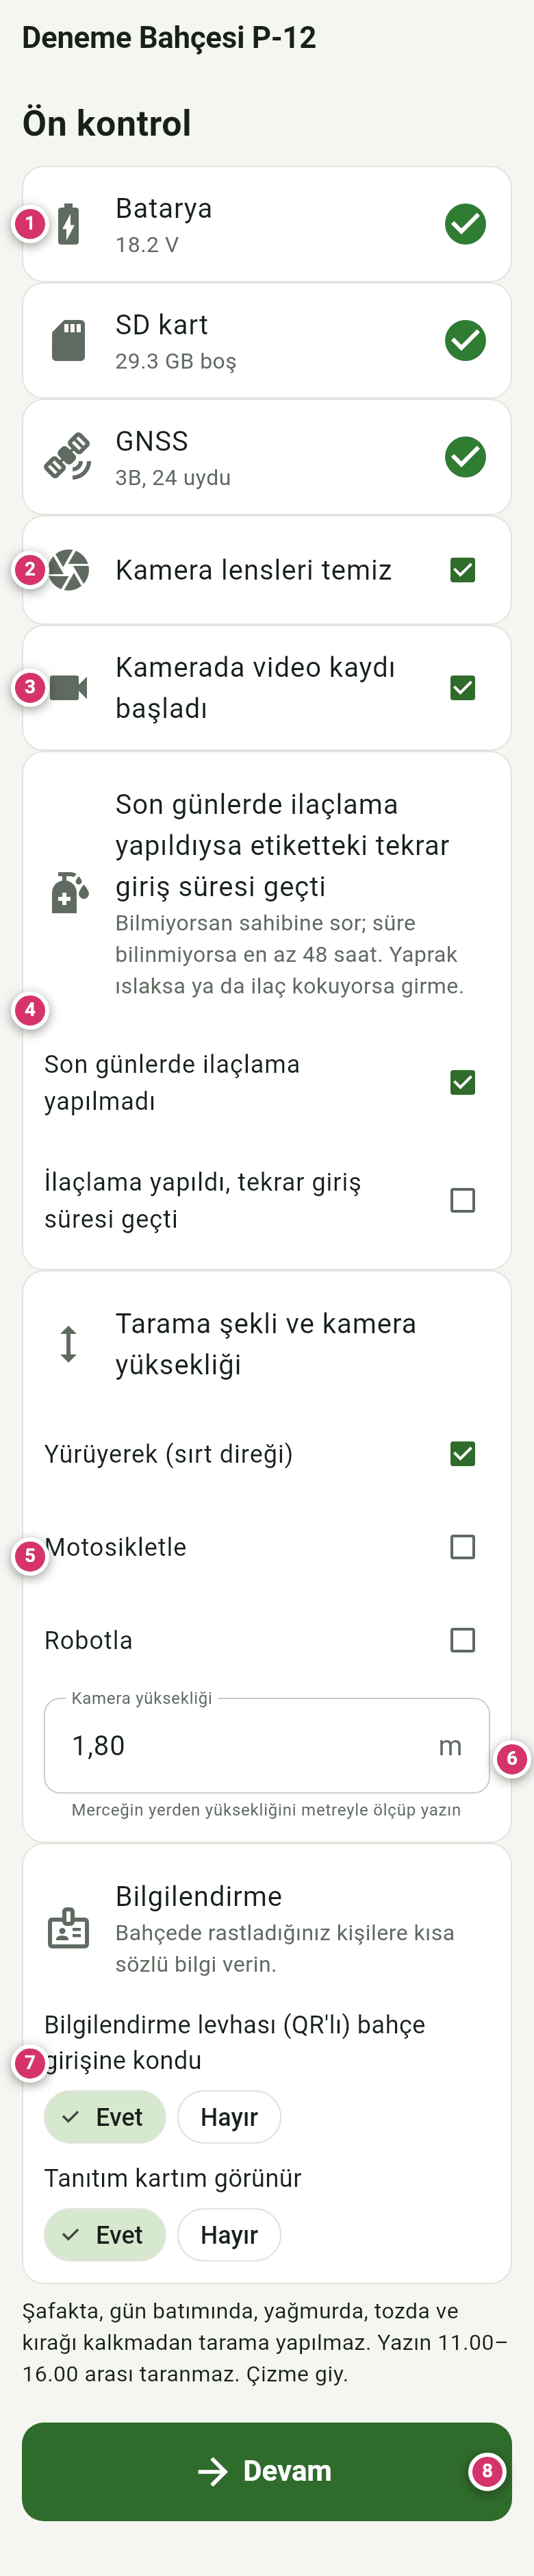 Deneme Bahçesi P-12
Ön kontrol
1
Batarya
18.2 V
SD kart
29.3 GB boş
GNSS
3B, 24 uydu
2
Kamera lensleri temiz
3
Kamerada video kaydı
başladı
Son günlerde ilaçlama
yapıldıysa etiketteki tekrar
giriş süresi geçti
Bilmiyorsan sahibine sor; süre
bilinmiyorsa en az 48 saat. Yaprak
ıslaksa ya da ilaç kokuyorsa girme.
4
Son günlerde ilaçlama
yapılmadı
İlaçlama yapıldı, tekrar giriş
süresi geçti
Tarama şekli ve kamera
yüksekliği
Yürüyerek (sırt direği)
5
Motosikletle
Robotla
Kamera yüksekliği
1,80 m
6
Merceğin yerden yüksekliğini metreyle ölçüp yazın
Bilgilendirme
Bahçede rastladığınız kişilere kısa
sözlü bilgi verin.
Bilgilendirme levhası (QR'lı) bahçe
7
girişine kondu
Evet Hayır
Tanıtım kartım görünür
Evet Hayır
Şafakta, gün batımında, yağmurda, tozda ve
kırağı kalkmadan tarama yapılmaz. Yazın 11.00–
16.00 arası taranmaz. Çizme giy.
Devam
8